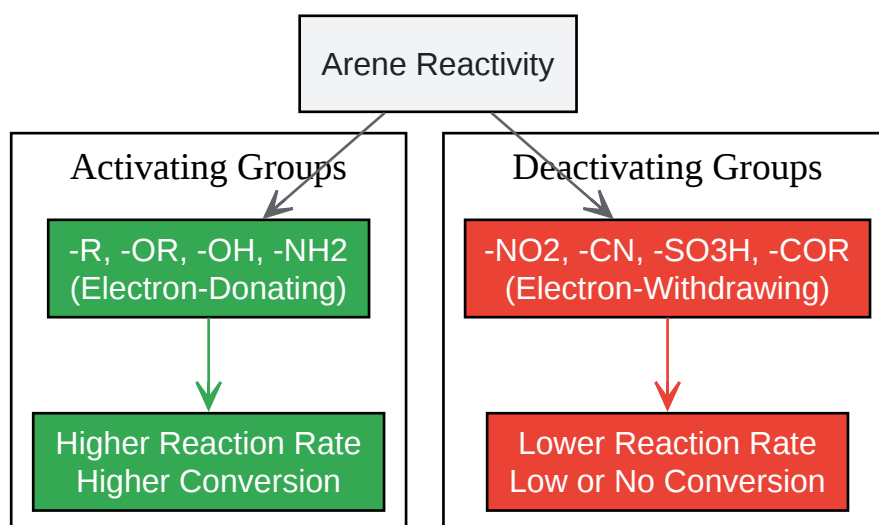 Arene Reactivity
Activating Groups
-R, -OR, -OH, -NH2
(Electron-Donating)
Higher Reaction Rate
Higher Conversion
Deactivating Groups
-NO2, -CN, -SO3H, -COR
(Electron-Withdrawing)
Lower Reaction Rate
Low or No Conversion